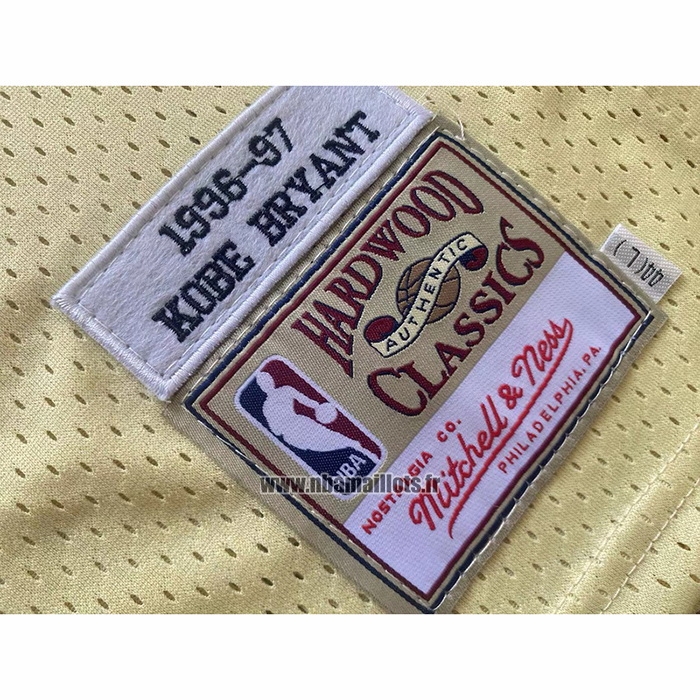 1996-97
KOBE BRYANT
HARDWOOD
AUTHENTIC
CLASSICS
NBA
NOSTALGIA CO.
Mitchell & Ness
PHILADELPHIA, PA.
www.nbamaillots.fr